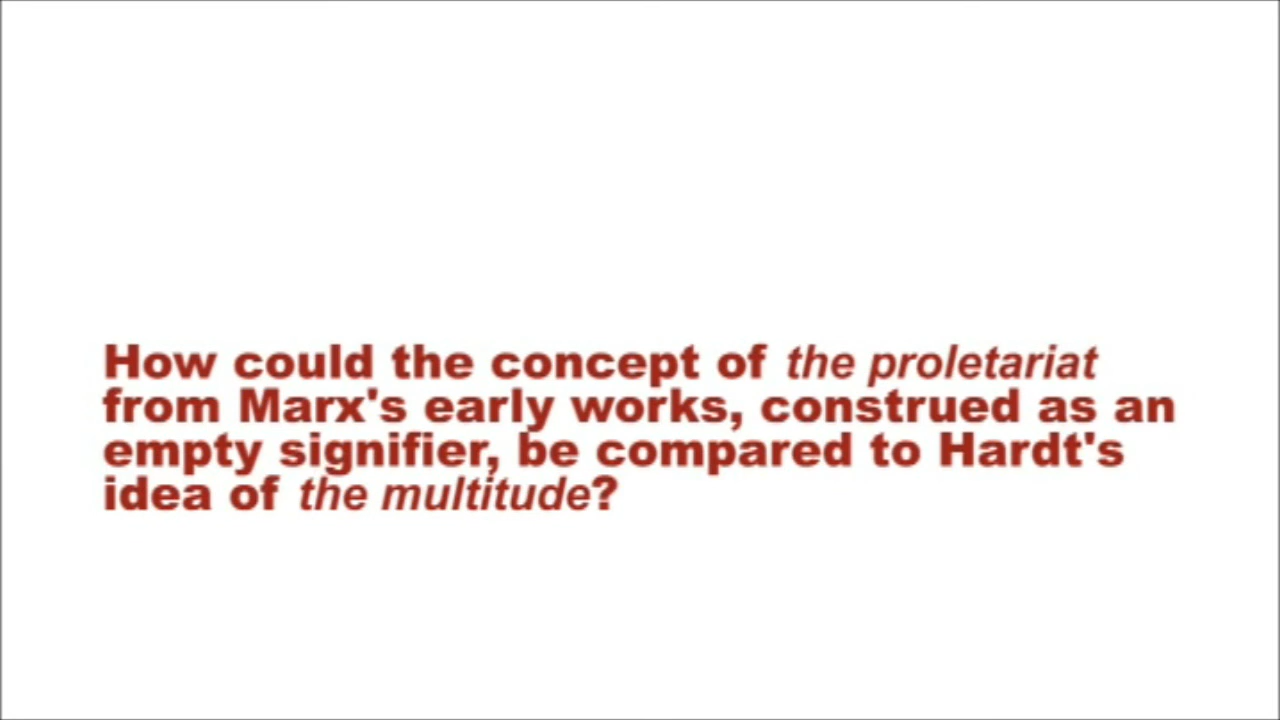 How could the concept of the proletariat
from Marx's early works, construed as an
empty signifier, be compared to Hardt's
idea of the multitude?